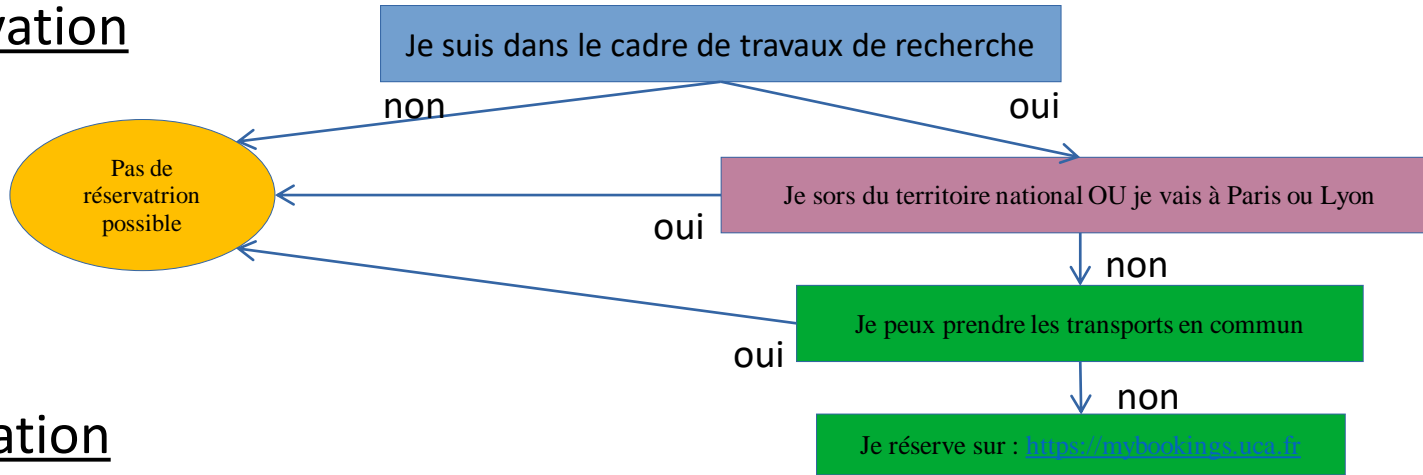 vation
Je suis dans le cadre de travaux de recherche
non
oui
Pas de
réservatrion
possible
Je sors du territoire national OU je vais à Paris ou Lyon
oui
non
Je peux prendre les transports en commun
oui
non
ation
Je réserve sur : https://mybookings.uca.fr